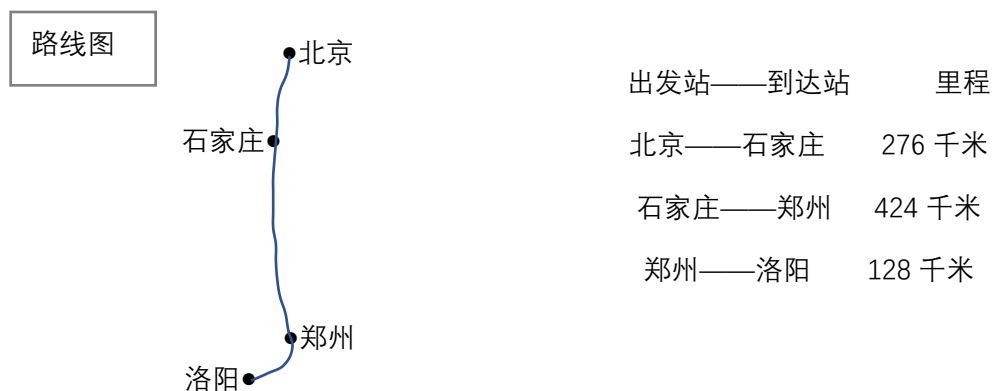 路线图
北京
石家庄
郑州
洛阳
出发站——到达站 里程
北京——石家庄 276 千米
石家庄——郑州 424 千米
郑州——洛阳 128 千米